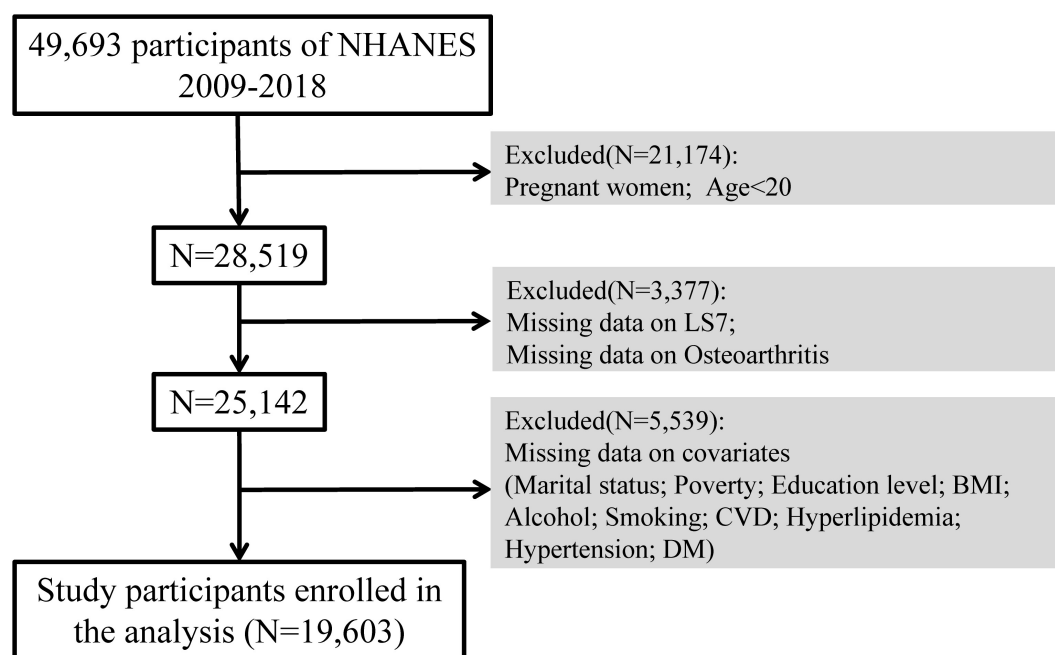 49,693 participants of NHANES
2009-2018
Excluded(N=21,174):
Pregnant women;  Age<20
N=28,519
Excluded(N=3,377):
Missing data on LS7;
Missing data on Osteoarthritis
N=25,142
Excluded(N=5,539):
Missing data on covariates
(Marital status; Poverty; Education level; BMI;
Alcohol; Smoking; CVD; Hyperlipidemia;
Hypertension; DM)
Study participants enrolled in
the analysis (N=19,603)